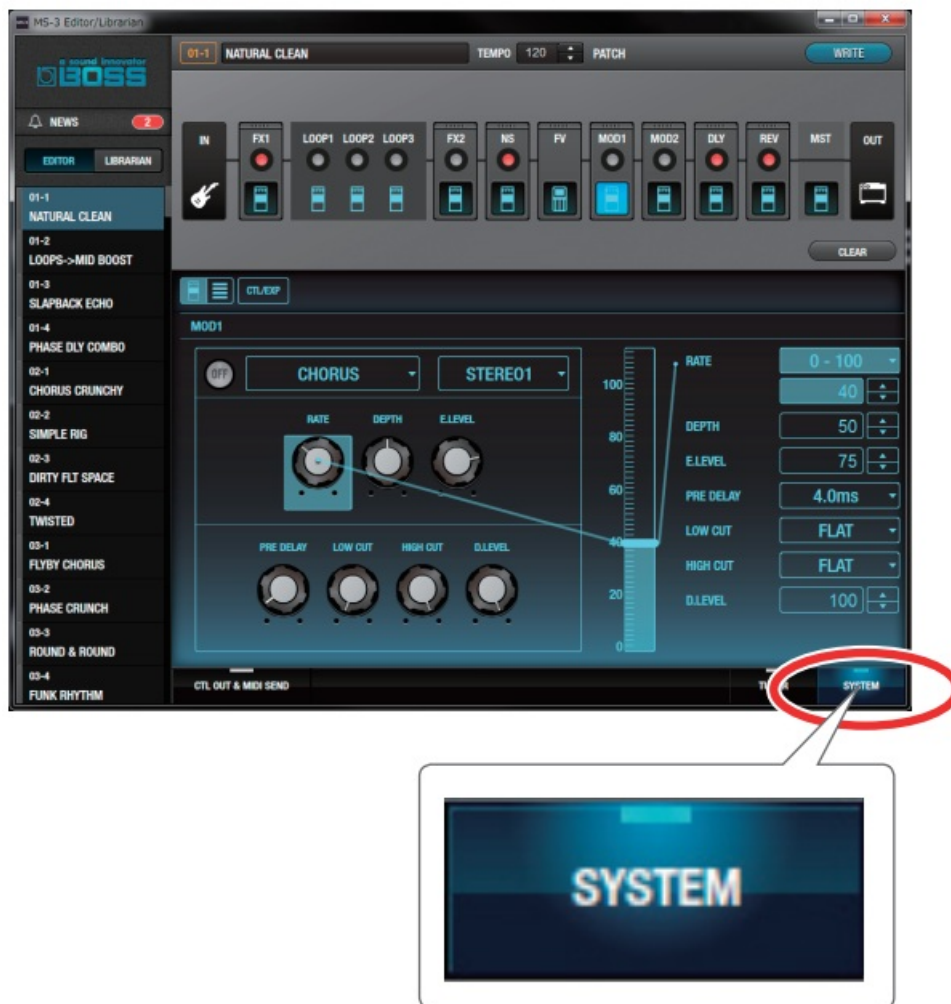 MS-3 Editor/Librarian
a sound innovator
BOSS
01-1 NATURAL CLEAN TEMPO 120 PATCH WRITE
NEWS 2
EDITOR LIBRARIAN
IN FX1 LOOP1 LOOP2 LOOP3 FX2 NS FV MOD1 MOD2 DLY REV MST OUT
CLEAR
01-1
NATURAL CLEAN
01-2
LOOPS->MID BOOST
01-3
SLAPBACK ECHO
01-4
PHASE DLY COMBO
02-1
CHORUS CRUNCHY
02-2
SIMPLE RIG
02-3
DIRTY FLT SPACE
02-4
TWISTED
03-1
FLYBY CHORUS
03-2
PHASE CRUNCH
03-3
ROUND & ROUND
03-4
FUNK RHYTHM
CTL/EXP
MOD1
OFF CHORUS STEREO1
RATE DEPTH E.LEVEL
PRE DELAY LOW CUT HIGH CUT D.LEVEL
100
80
60
40
20
0
RATE 0 - 100
40
DEPTH 50
E.LEVEL 75
PRE DELAY 4.0ms
LOW CUT FLAT
HIGH CUT FLAT
D.LEVEL 100
CTL OUT & MIDI SEND SYSTEM
SYSTEM